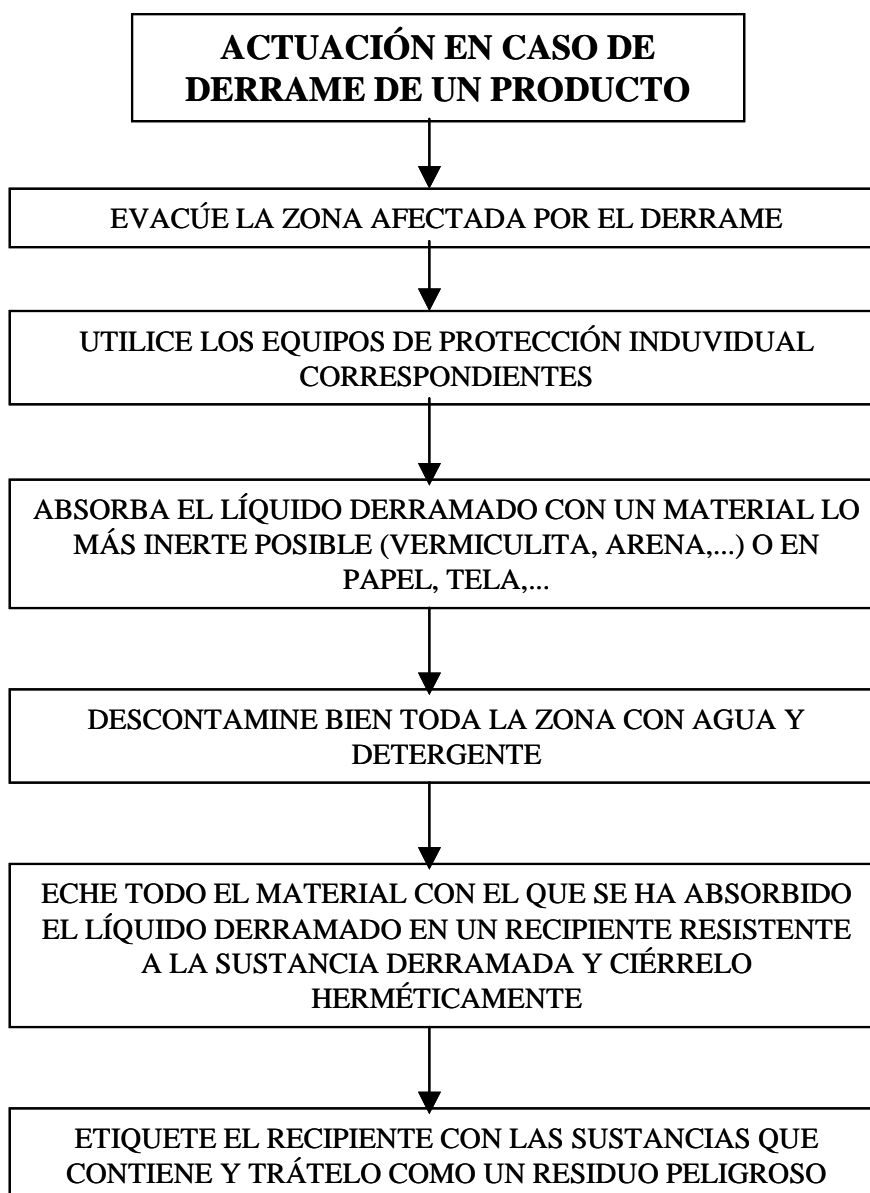 ACTUACIÓN EN CASO DE
DERRAME DE UN PRODUCTO
EVACÚE LA ZONA AFECTADA POR EL DERRAME
UTILICE LOS EQUIPOS DE PROTECCIÓN INDUVIDUAL
CORRESPONDIENTES
ABSORBA EL LÍQUIDO DERRAMADO CON UN MATERIAL LO
MÁS INERTE POSIBLE (VERMICULITA, ARENA,...) O EN
PAPEL, TELA,...
DESCONTAMINE BIEN TODA LA ZONA CON AGUA Y
DETERGENTE
ECHE TODO EL MATERIAL CON EL QUE SE HA ABSORBIDO
EL LÍQUIDO DERRAMADO EN UN RECIPIENTE RESISTENTE
A LA SUSTANCIA DERRAMADA Y CIÉRRELO
HERMÉTICAMENTE
ETIQUETE EL RECIPIENTE CON LAS SUSTANCIAS QUE
CONTIENE Y TRÁTELO COMO UN RESIDUO PELIGROSO